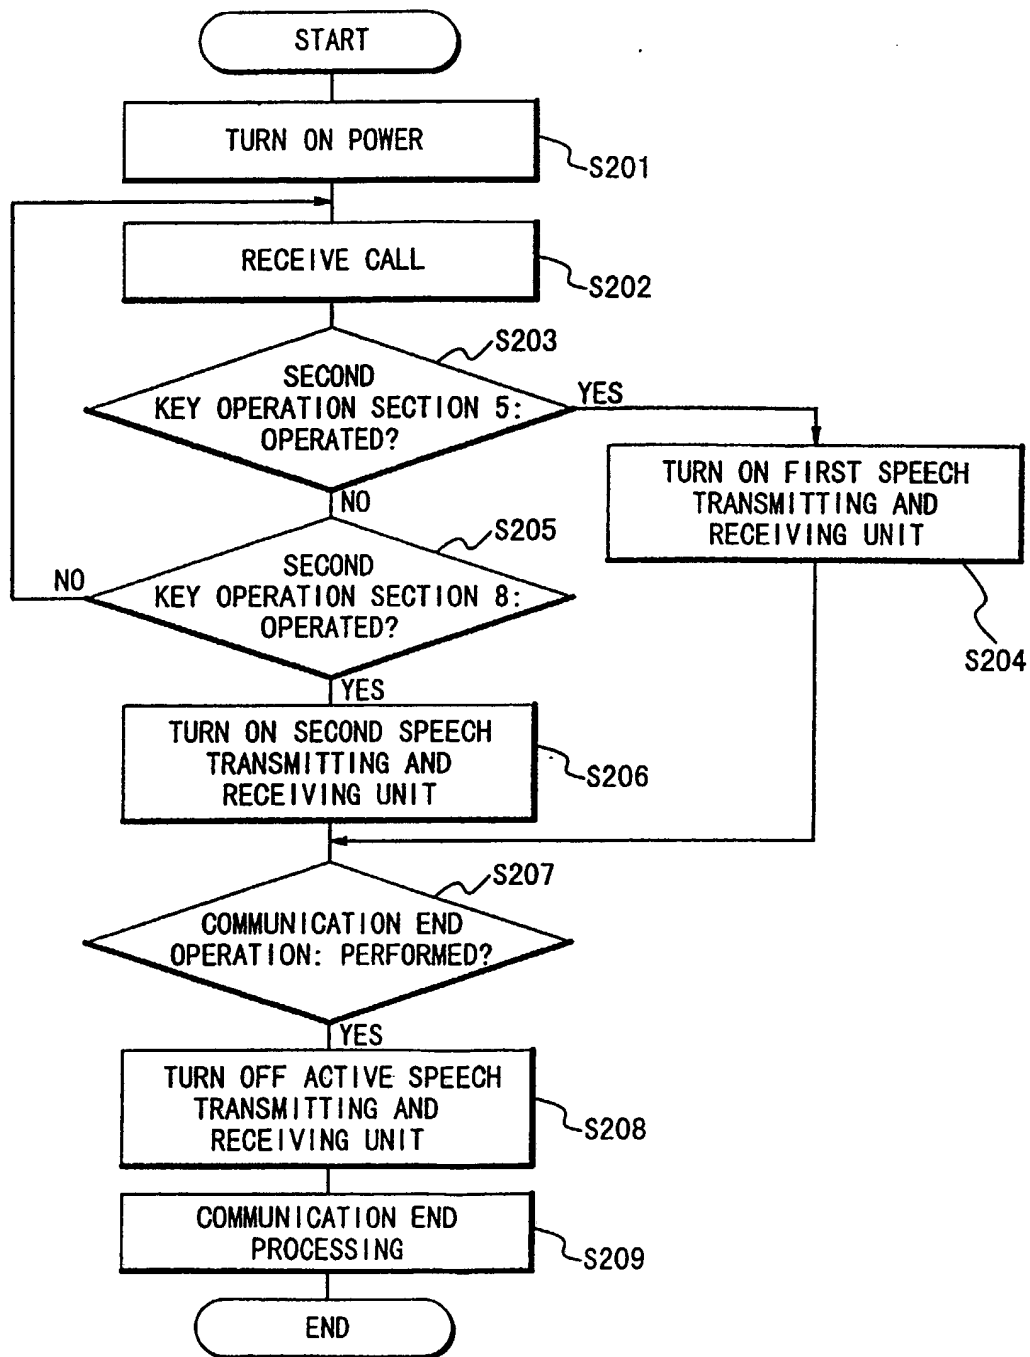 START
TURN ON POWER
S201
RECEIVE CALL
S202
S203
SECOND
KEY OPERATION SECTION 5:
OPERATED?
YES
NO
TURN ON FIRST SPEECH
TRANSMITTING AND
RECEIVING UNIT
S204
S205
SECOND
KEY OPERATION SECTION 8:
OPERATED?
NO
YES
TURN ON SECOND SPEECH
TRANSMITTING AND
RECEIVING UNIT
S206
S207
COMMUNICATION END
OPERATION: PERFORMED?
YES
TURN OFF ACTIVE SPEECH
TRANSMITTING AND
RECEIVING UNIT
S208
COMMUNICATION END
PROCESSING
S209
END